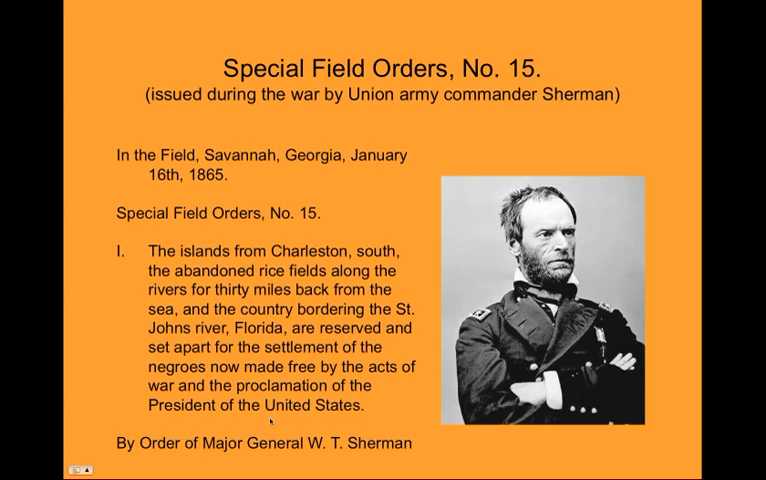 Special Field Orders, No. 15.
(issued during the war by Union army commander Sherman)
In the Field, Savannah, Georgia, January
16th, 1865.
Special Field Orders, No. 15.
I. The islands from Charleston, south,
the abandoned rice fields along the
rivers for thirty miles back from the
sea, and the country bordering the St.
Johns river, Florida, are reserved and
set apart for the settlement of the
negroes now made free by the acts of
war and the proclamation of the
President of the United States.
By Order of Major General W. T. Sherman